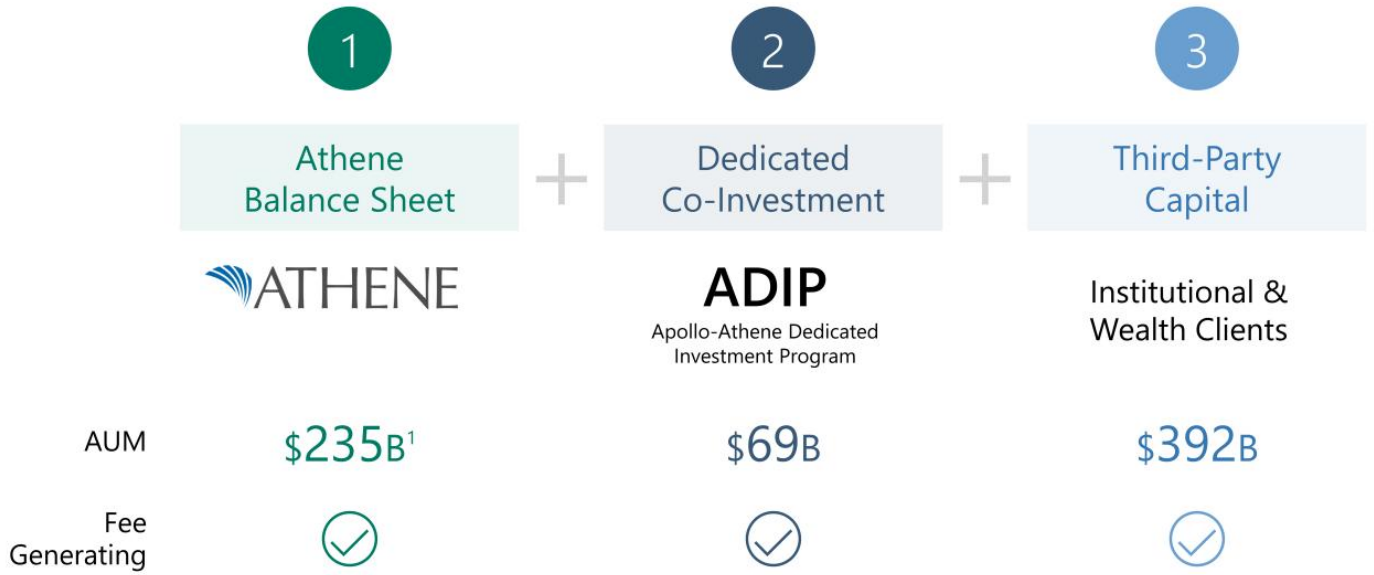 1
2
3
Athene
Balance Sheet
+
Dedicated
Co-Investment
+
Third-Party
Capital
ATHENE
ADIP
Apollo-Athene Dedicated
Investment Program
Institutional &
Wealth Clients
AUM
$235B¹
$69B
$392B
Fee
Generating